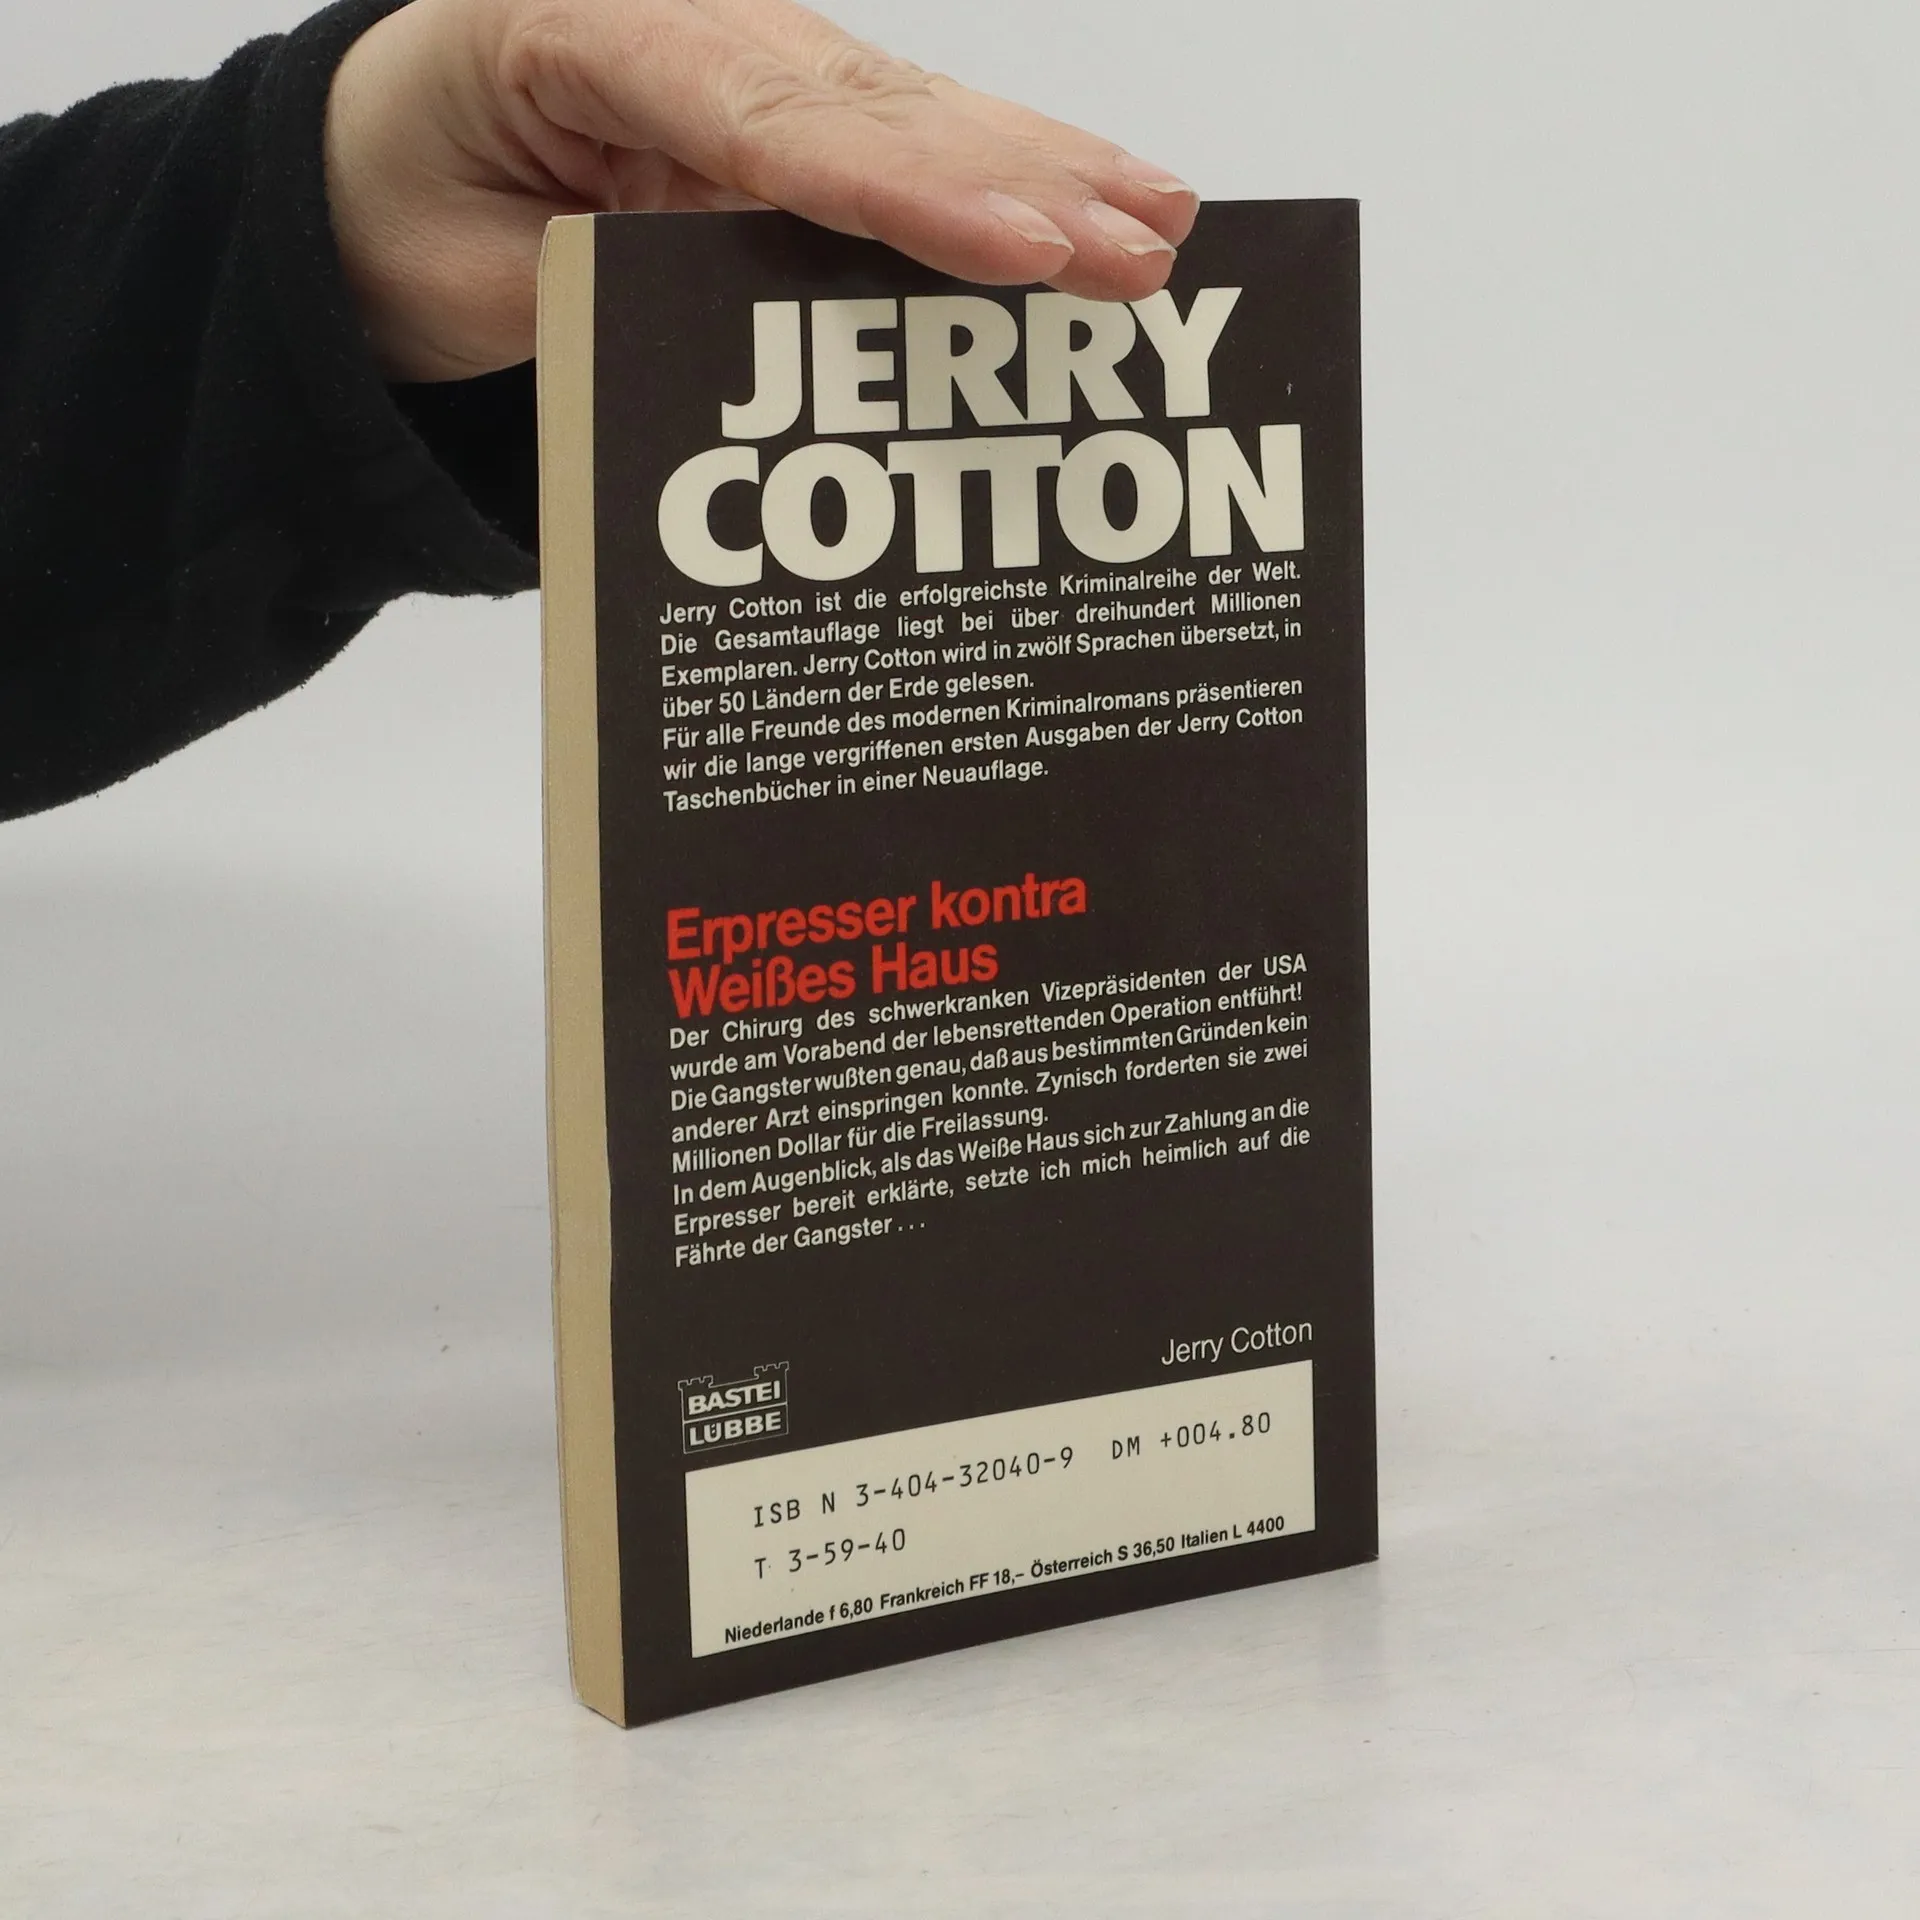 JERRY
COTTON
Jerry Cotton ist die erfolgreichste Kriminalreihe der Welt.
Die Gesamtauflage liegt bei über dreihundert Millionen
Exemplaren. Jerry Cotton wird in zwölf Sprachen übersetzt, in
über 50 Ländern der Erde gelesen.
Für alle Freunde des modernen Kriminalromans präsentieren
wir die lange vergriffenen ersten Ausgaben der Jerry Cotton
Taschenbücher in einer Neuauflage.
Erpresser kontra
Weißes Haus
Der Chirurg des schwerkranken Vizepräsidenten der USA
wurde am Vorabend der lebensrettenden Operation entführt!
Die Gangster wußten genau, daß aus bestimmten Gründen kein
anderer Arzt einspringen konnte. Zynisch forderten sie zwei
Millionen Dollar für die Freilassung.
In dem Augenblick, als das Weiße Haus sich zur Zahlung an die
Erpresser bereit erklärte, setzte ich mich heimlich auf die
Fährte der Gangster . . .
Jerry Cotton
BASTEI
LÜBBE
ISB N 3-404-32040-9 DM +004.80
T 3-59-40
Niederlande f 6,80 Frankreich FF 18,– Österreich S 36,50 Italien L 4400